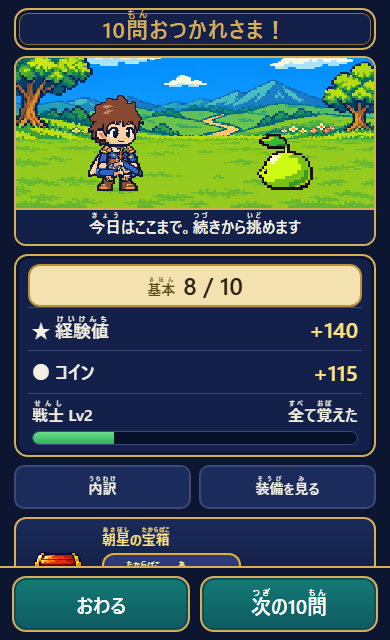 10問おつかれさま！
今日はここまで。続きから挑めます
基本 8 / 10
★ 経験値 +140
● コイン +115
戦士 Lv2 全て覚えた
内訳 装備を見る
朝星の宝箱
おわる 次の10問